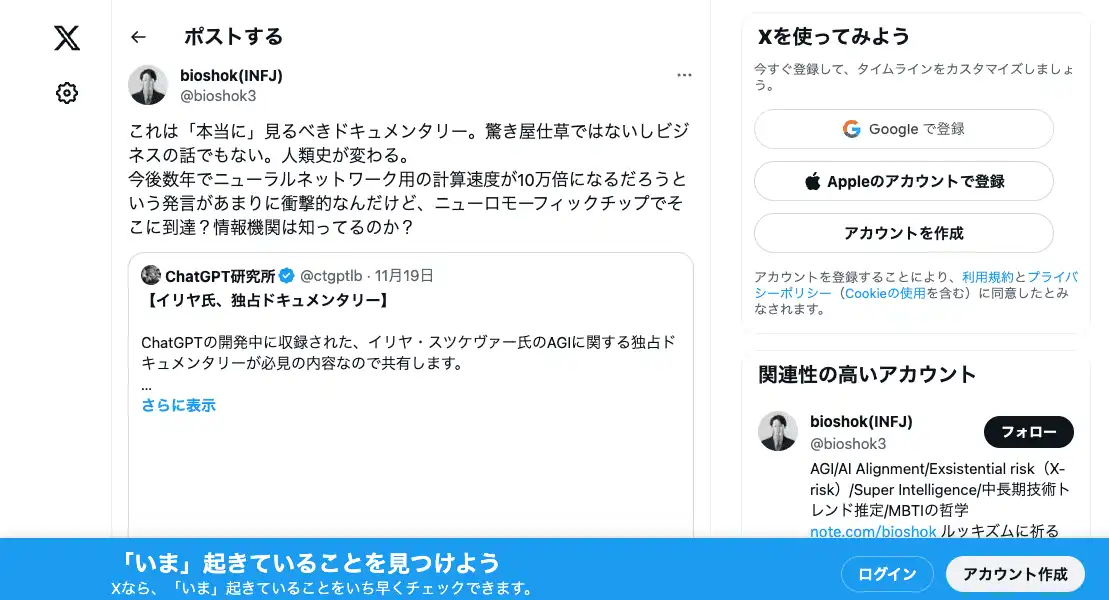 ポストする
bioshok(INFJ)
@bioshok3
これは「本当に」見るべきドキュメンタリー。驚き屋仕草ではないしビジ
ネスの話でもない。人類史が変わる。
今後数年でニューラルネットワーク用の計算速度が10万倍になるだろうと
いう発言があまりに衝撃的なんだけど、ニューロモーフィックチップでそ
こに到達？情報機関は知ってるのか？
ChatGPT研究所 @ctgptlb · 11月19日
【イリヤ氏、独占ドキュメンタリー】
ChatGPTの開発中に収録された、イリヤ・スツケヴァー氏のAGIに関する独占ド
キュメンタリーが必見の内容なので共有します。
...
さらに表示
Xを使ってみよう
今すぐ登録して、タイムラインをカスタマイズしましょ
う。
Google で登録
Appleのアカウントで登録
アカウントを作成
アカウントを登録することにより、利用規約とプライバ
シーポリシー（Cookieの使用を含む）に同意したとみ
なされます。
関連性の高いアカウント
bioshok(INFJ)
@bioshok3
フォロー
AGI/AI Alignment/Exsistential risk（X-
risk）/Super Intelligence/中長期技術ト
レンド推定/MBTIの哲学
note.com/bioshok ルッキズムに祈る
「いま」起きていることを見つけよう
Xなら、「いま」起きていることをいち早くチェックできます。
ログイン
アカウント作成